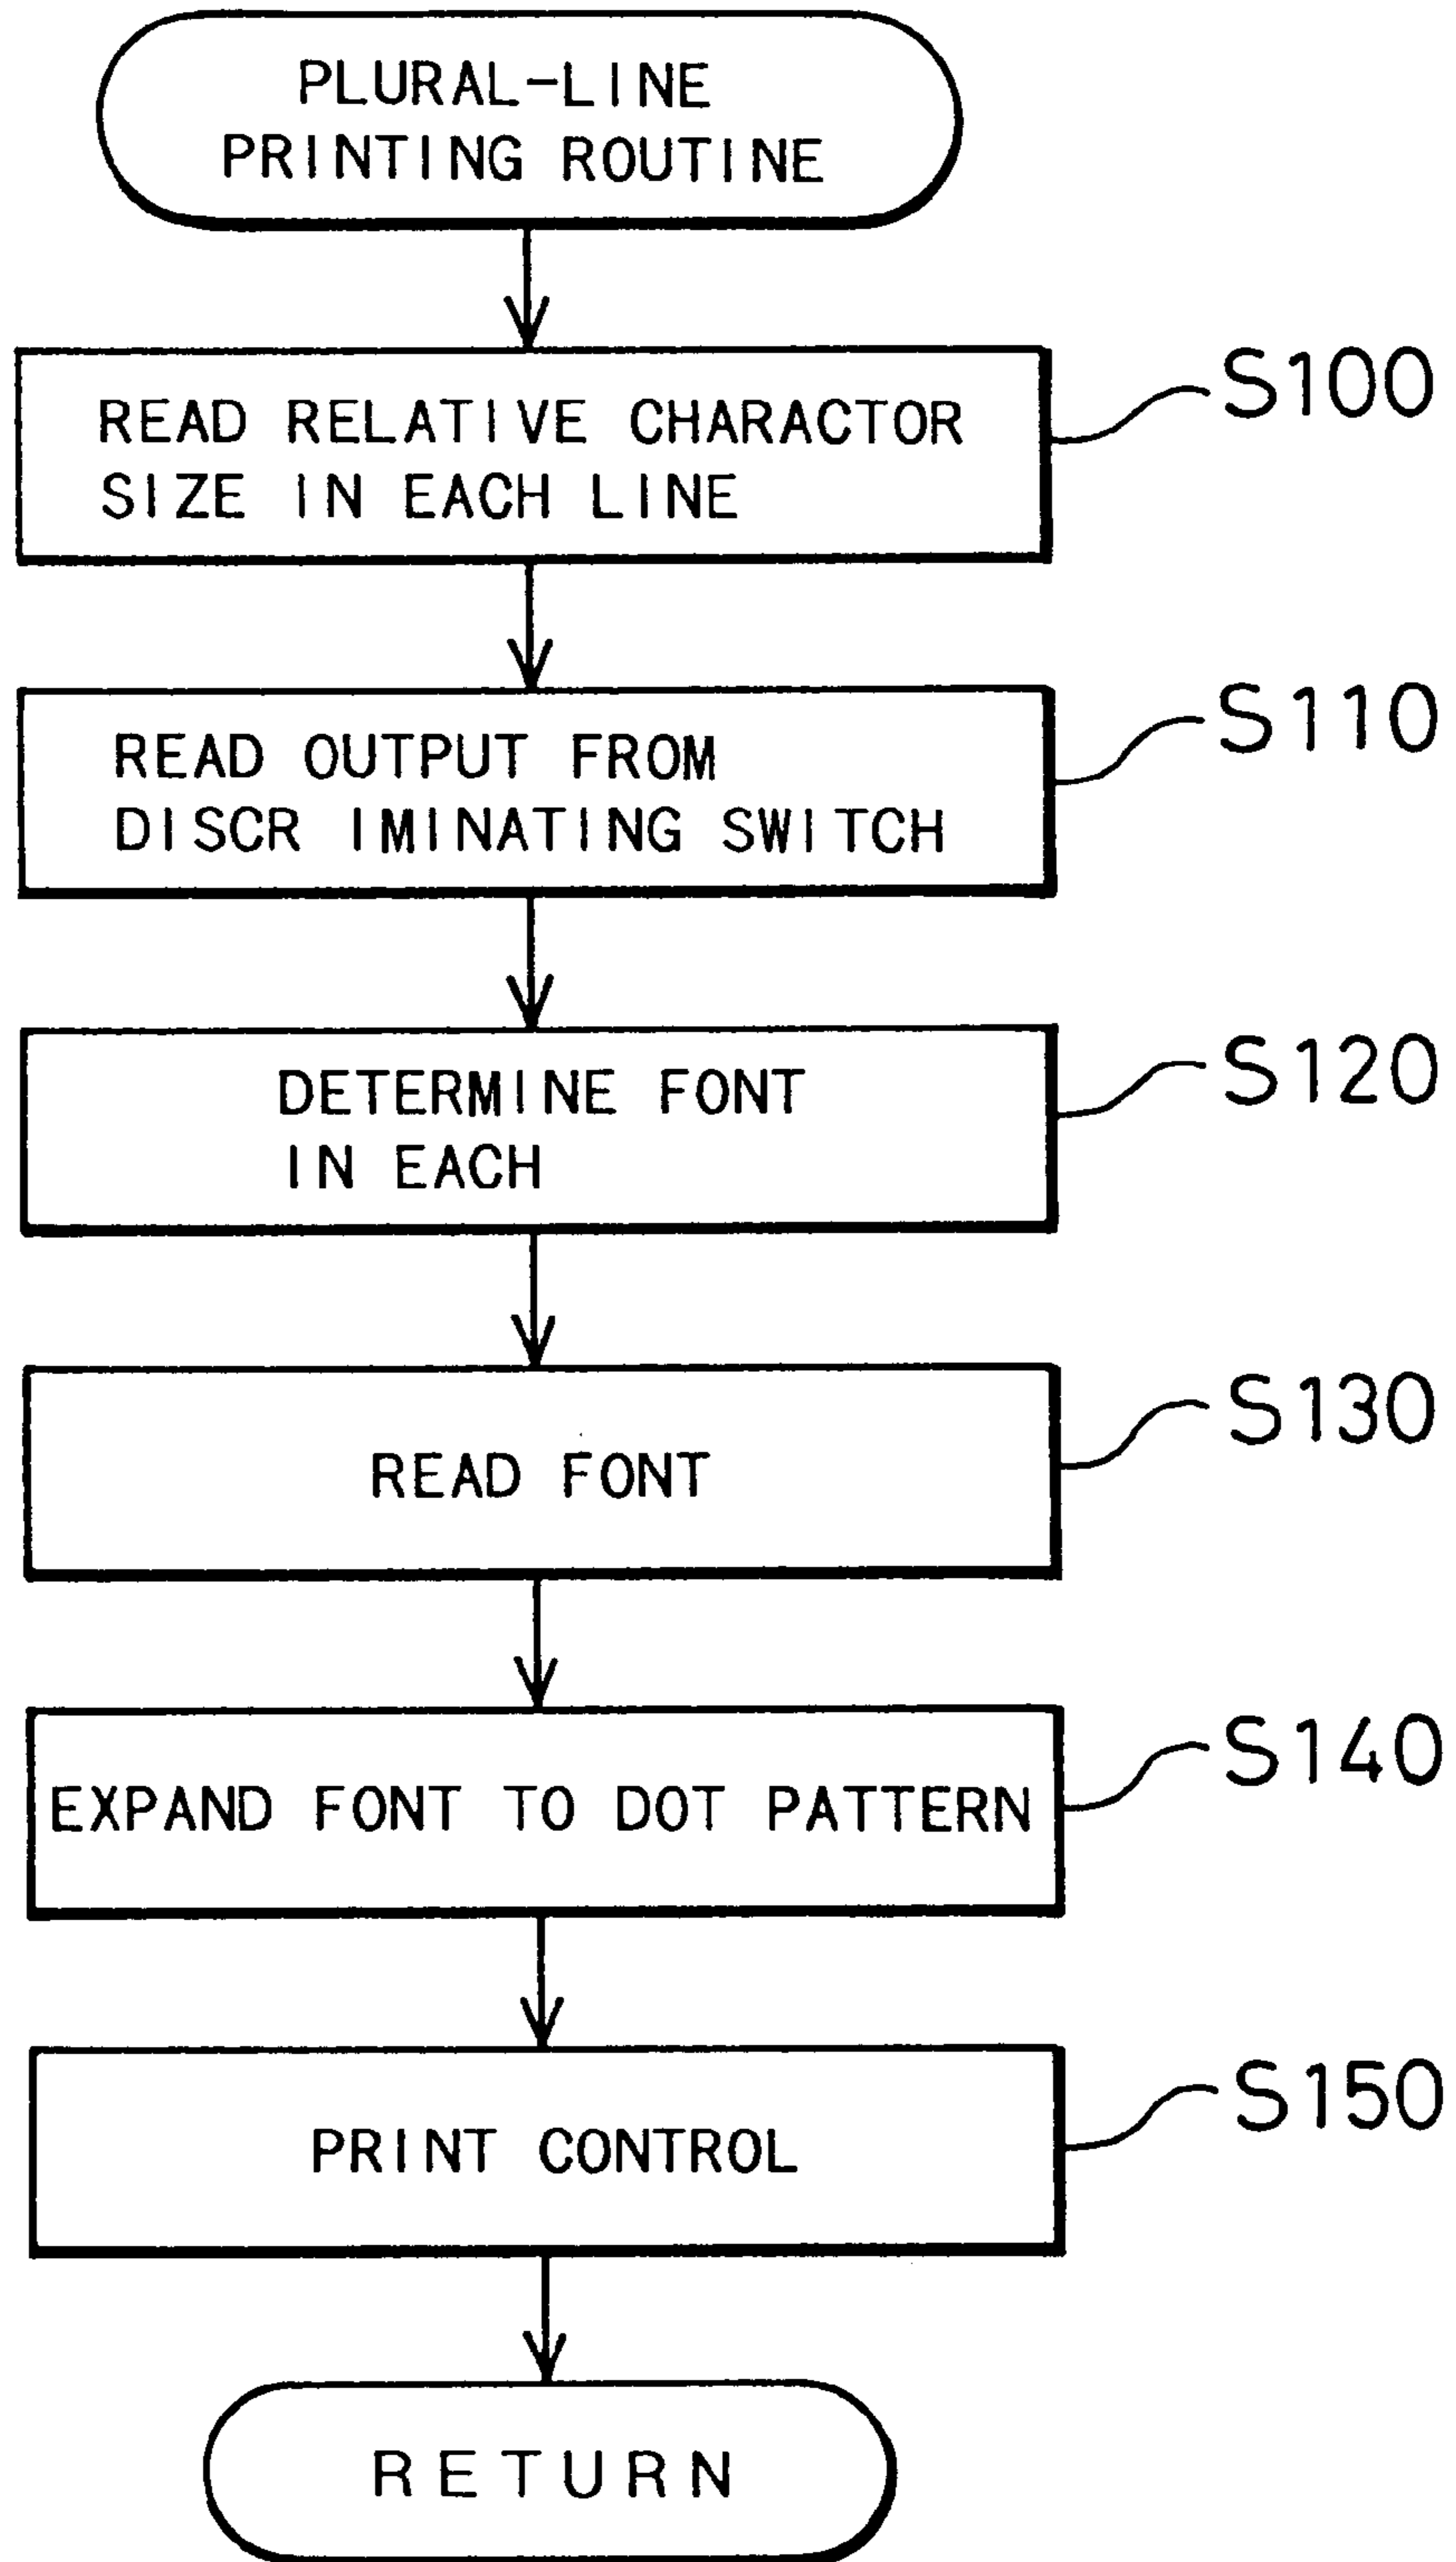 PLURAL-LINE
PRINTING ROUTINE
READ RELATIVE CHARACTOR
SIZE IN EACH LINE
S100
READ OUTPUT FROM
DISCR IMINATING SWITCH
S110
DETERMINE FONT
IN EACH
S120
READ FONT
S130
EXPAND FONT TO DOT PATTERN
S140
PRINT CONTROL
S150
RETURN